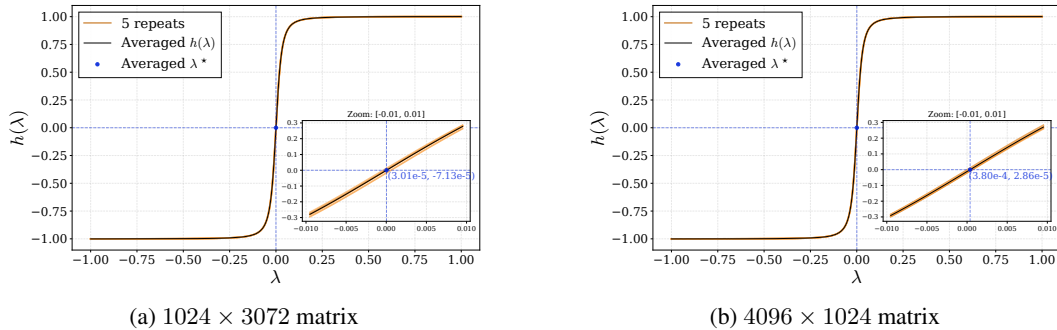 1.00
0.75
0.50
0.25
0.00
−0.25
−0.50
−0.75
−1.00
h(λ)
5 repeats
Averaged h(λ)
Averaged λ⋆
Zoom: [-0.01, 0.01]
0.3
0.2
0.1
0.0
−0.1
−0.2
−0.3
(3.01e-5, -7.13e-5)
−0.010 −0.005 0.000 0.005 0.010
−1.00 −0.75 −0.50 −0.25 0.00 0.25 0.50 0.75 1.00
λ
(a) 1024 × 3072 matrix
1.00
0.75
0.50
0.25
0.00
−0.25
−0.50
−0.75
−1.00
h(λ)
5 repeats
Averaged h(λ)
Averaged λ⋆
Zoom: [-0.01, 0.01]
0.3
0.2
0.1
0.0
−0.1
−0.2
−0.3
(3.80e-4, 2.86e-5)
−0.010 −0.005 0.000 0.005 0.010
−1.00 −0.75 −0.50 −0.25 0.00 0.25 0.50 0.75 1.00
λ
(b) 4096 × 1024 matrix